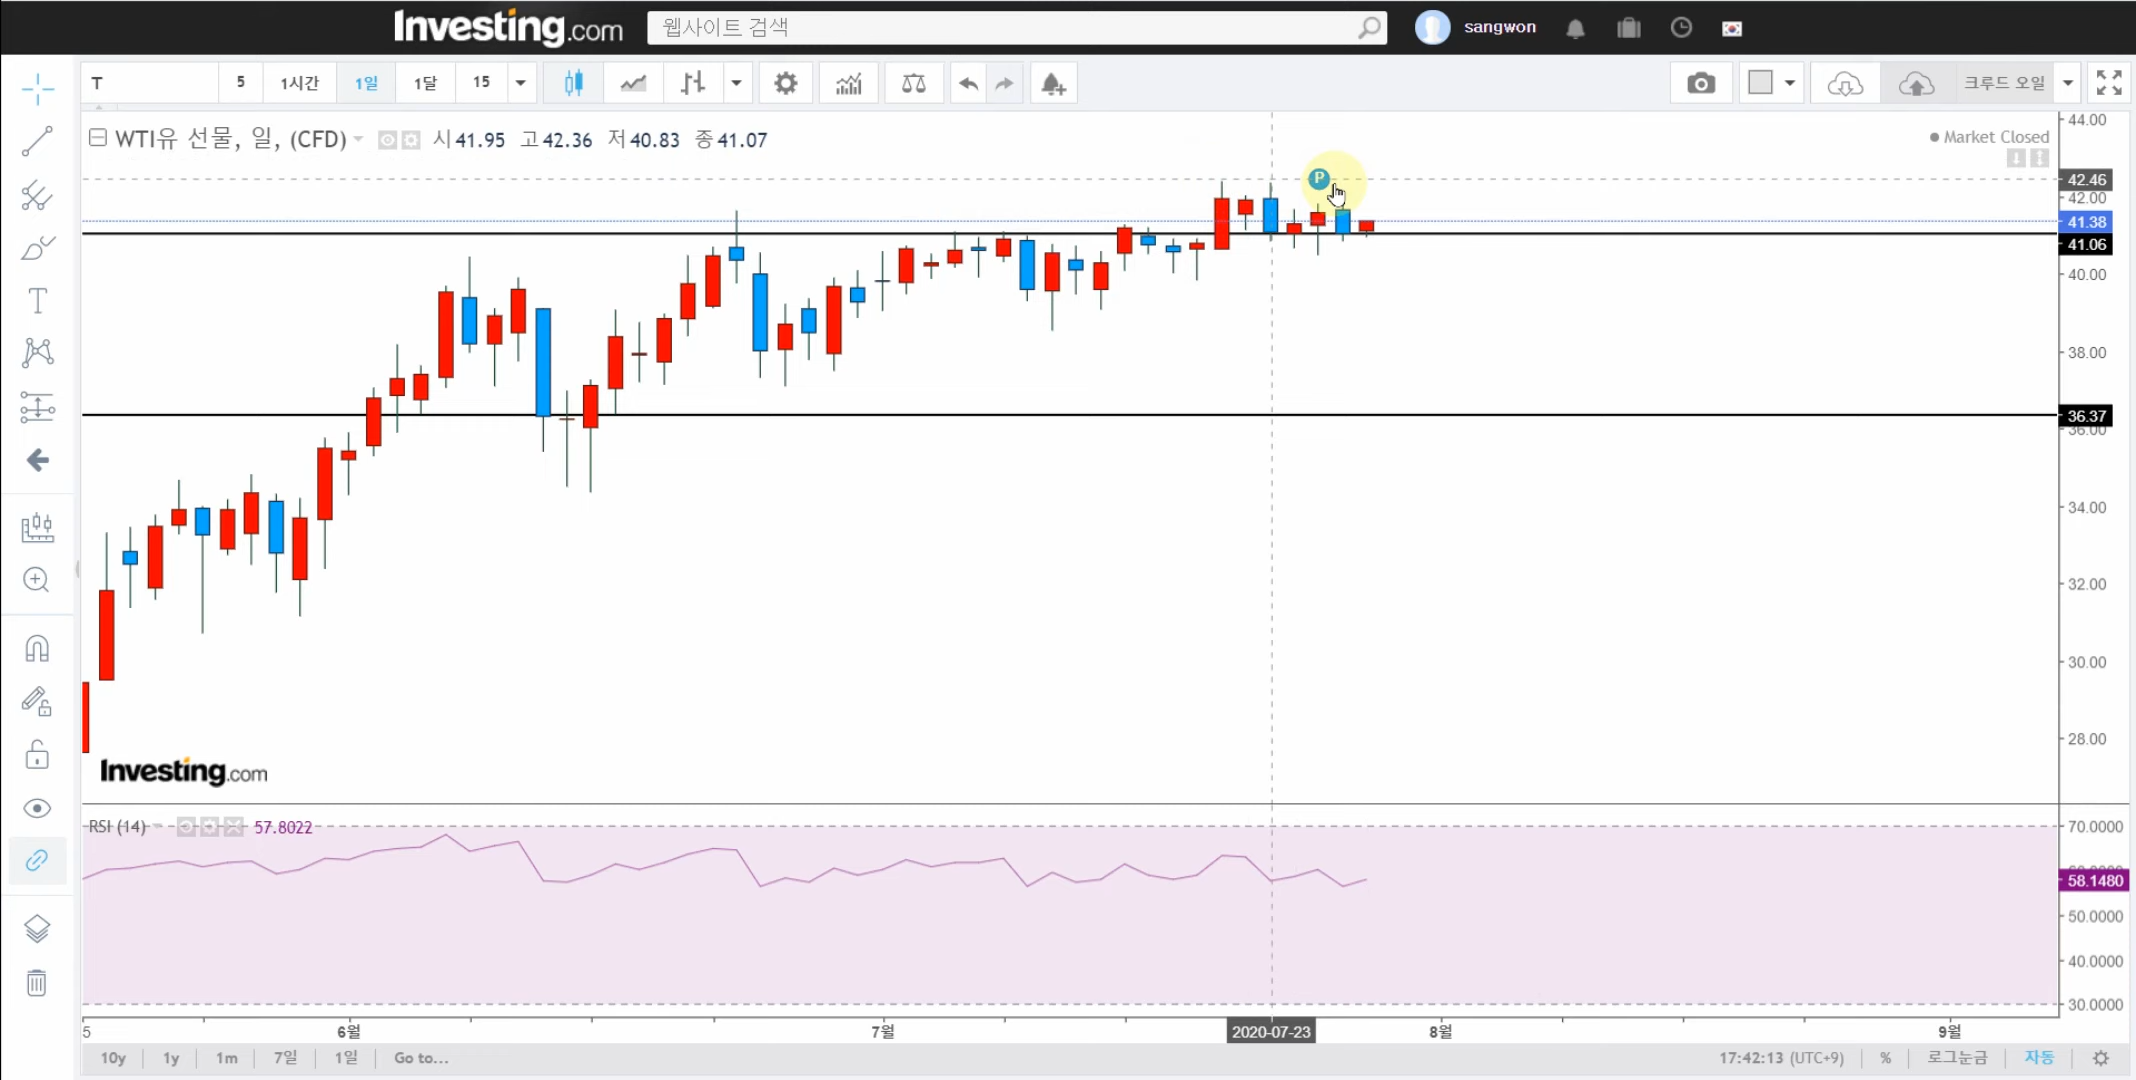 Investing.com
웹사이트 검색
sangwon
T
5
1시간
1일
1달
15
크루드 오일
WTI유 선물, 일, (CFD)
시 41.95 고 42.36 저 40.83 종 41.07
Market Closed
P
44.00
42.46
42.00
41.38
41.06
40.00
38.00
36.37
36.00
34.00
32.00
30.00
28.00
Investing.com
RSI (14) 57.8022
70.0000
58.1480
50.0000
40.0000
30.0000
5
6월
7월
2020-07-23
8월
9월
10y
1y
1m
7일
1일
Go to...
17:42:13 (UTC+9)
%
로그눈금
자동